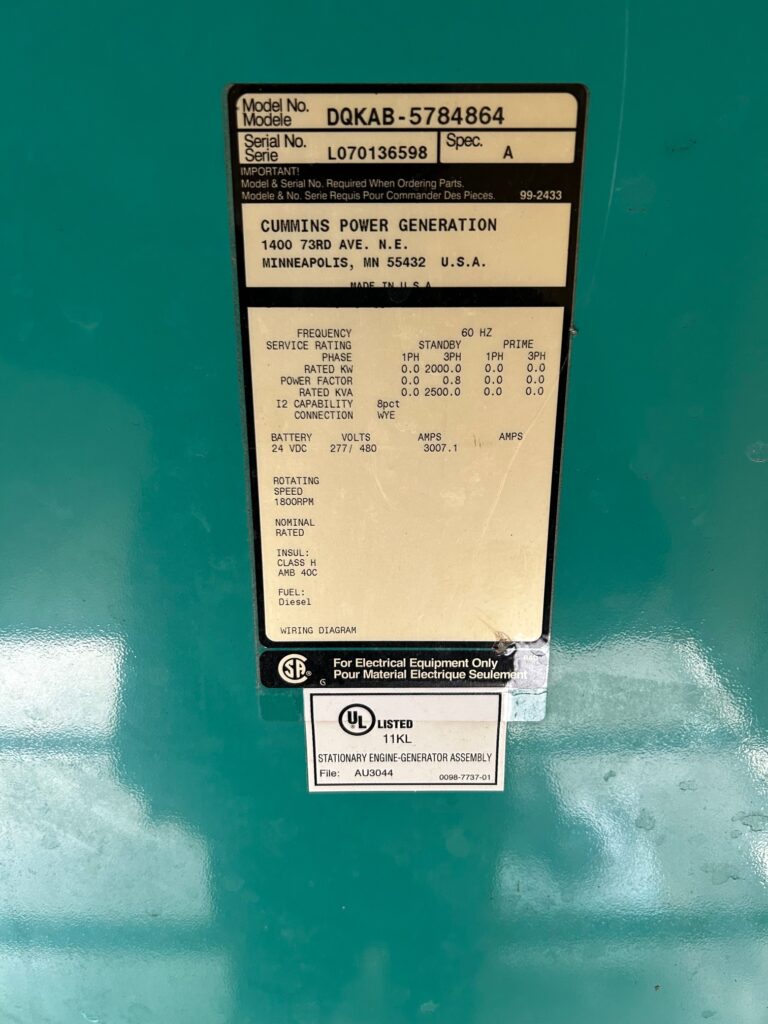 Model No.
Modele DQKAB-5784864
Serial No.
Serie L070136598 Spec. A
IMPORTANT!
Model & Serial No. Required When Ordering Parts.
Modele & No. Serie Requis Pour Commander Des Pieces. 99-2433
CUMMINS POWER GENERATION
1400 73RD AVE. N.E.
MINNEAPOLIS, MN 55432 U.S.A.
MADE IN U.S.A.
FREQUENCY 60 HZ
SERVICE RATING STANDBY PRIME
PHASE 1PH 3PH 1PH 3PH
RATED KW 0.0 2000.0 0.0 0.0
POWER FACTOR 0.0 0.8 0.0 0.0
RATED KVA 0.0 2500.0 0.0 0.0
I2 CAPABILITY 8pct
CONNECTION WYE
BATTERY VOLTS AMPS AMPS
24 VDC 277/ 480 3007.1
ROTATING
SPEED
1800RPM
NOMINAL
RATED
INSUL:
CLASS H
AMB 40C
FUEL:
Diesel
WIRING DIAGRAM
SA ® G For Electrical Equipment Only
Pour Material Electrique Seulement
UL ® LISTED
11KL
STATIONARY ENGINE-GENERATOR ASSEMBLY
File: AU3044 0098-7737-01